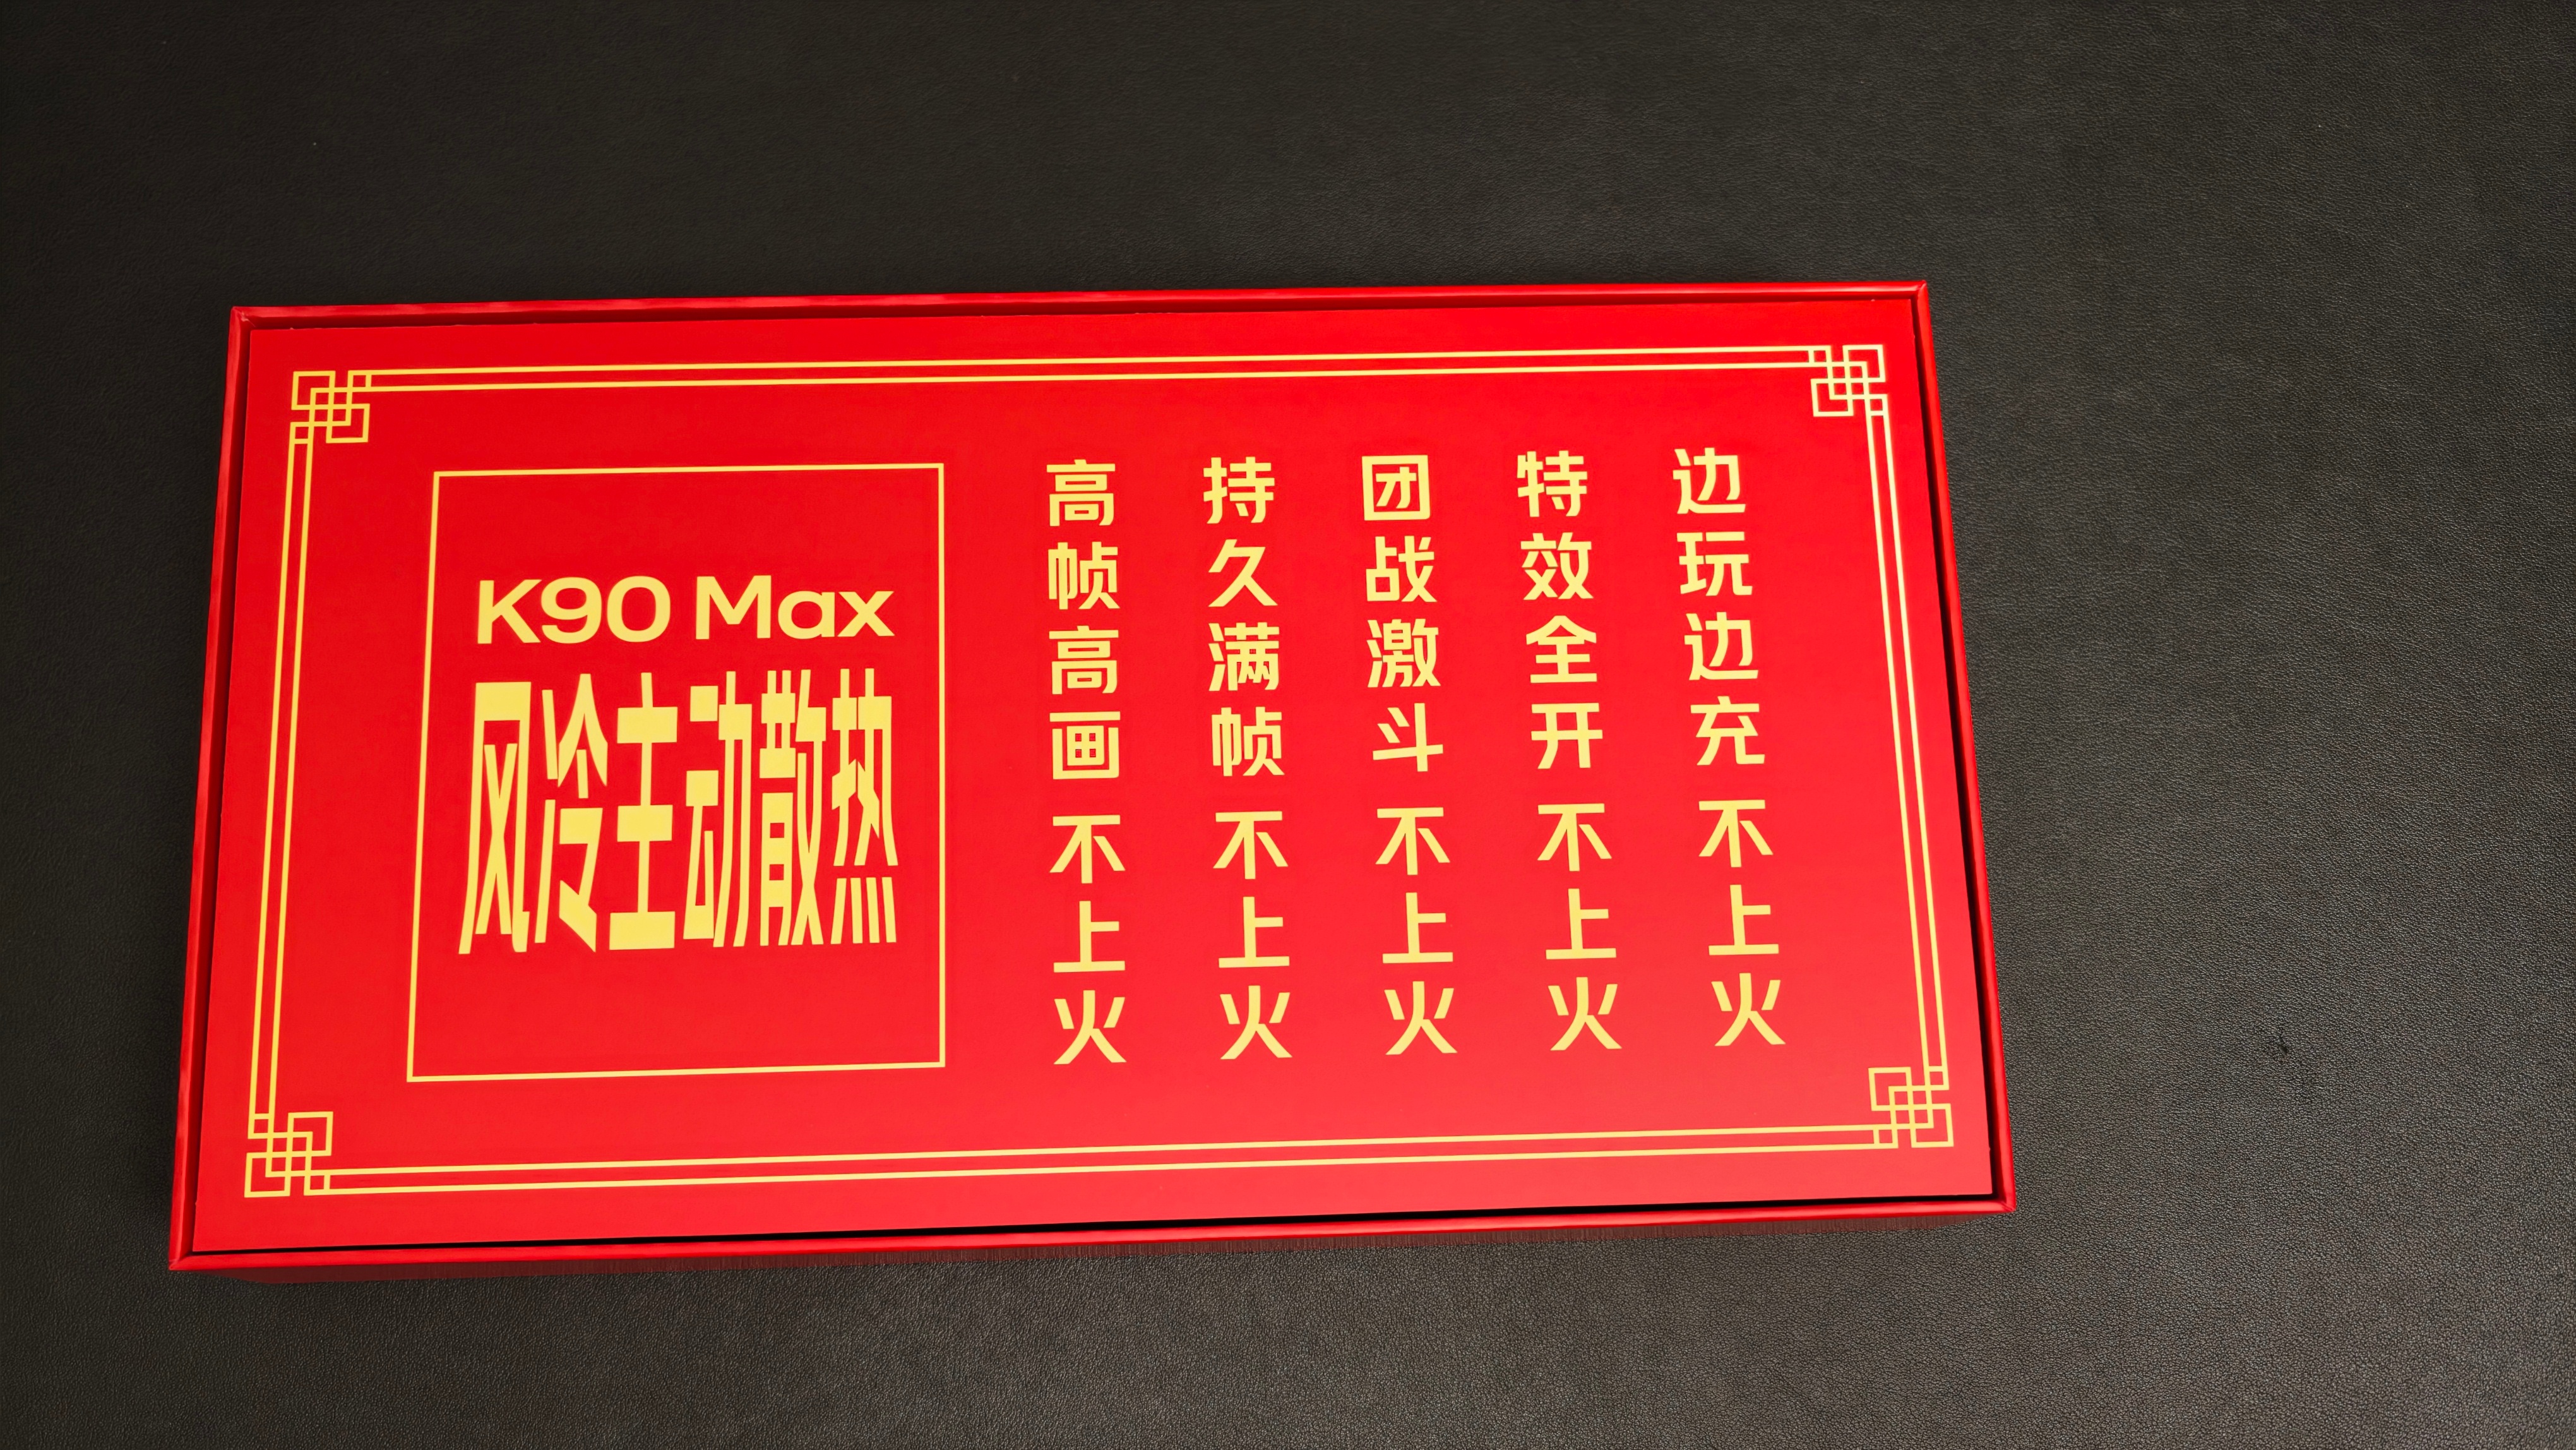 K90 Max
风冷主动散热
高帧高画 不上火
持久满帧 不上火
团战激斗 不上火
特效全开 不上火
边玩边充 不上火